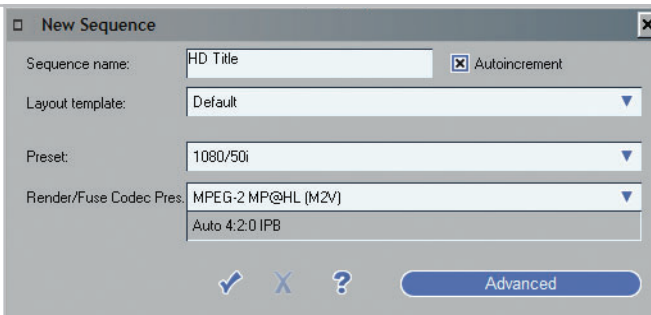 New Sequence
Sequence name: HD Title Autoincrement
Layout template: Default
Preset: 1080/50i
Render/Fuse Codec Pres. MPEG-2 MP@HL (M2V)
Auto 4:2:0 IPB
Advanced